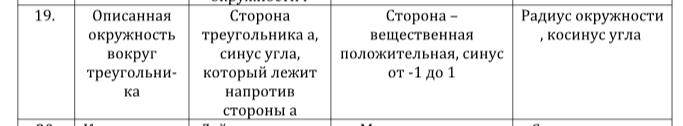 19.
Описанная
окружность
вокруг
треугольни-
ка
Сторона
треугольника а,
синус угла,
который лежит
напротив
стороны а
Сторона –
вещественная
положительная, синус
от -1 до 1
Радиус окружности
, косинус угла